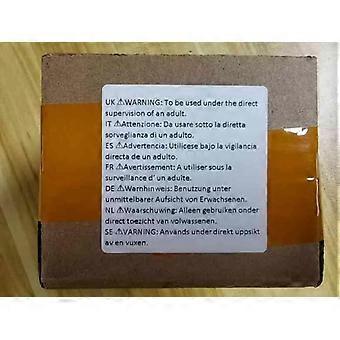 UK ⚠WARNING: To be used under the direct
supervision of an adult.
IT ⚠Attenzione: Da usare sotto la diretta
sorveglianza di un adulto.
ES ⚠Advertencia: Utilícese bajo la vigilancia
directa de un adulto.
FR ⚠Avertissement: A utiliser sous la
surveillance d' un adulte.
DE ⚠Warnhinweis: Benutzung unter
unmittelbarer Aufsicht von Erwachsenen.
NL ⚠Waarschuwing: Alleen gebruiken onder
direct toezicht van volwassenen.
SE ⚠VARNING: Används under direkt uppsikt
av en vuxen.